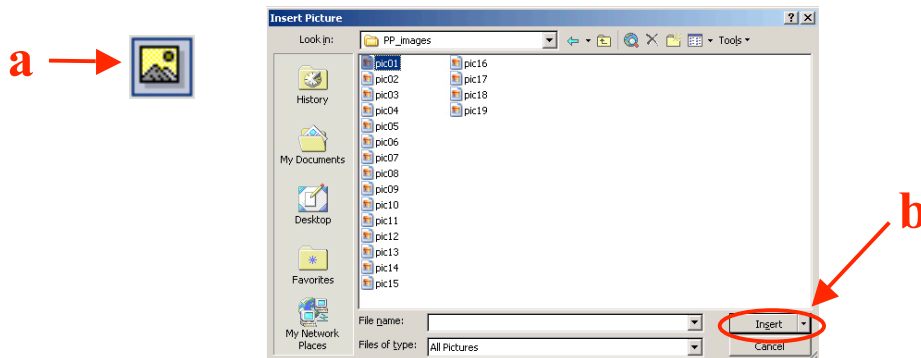 a
b
Insert Picture
Look in:
PP_images
Tools
History
My Documents
Desktop
Favorites
My Network
Places
pic01
pic02
pic03
pic04
pic05
pic06
pic07
pic08
pic09
pic10
pic11
pic12
pic13
pic14
pic15
pic16
pic17
pic18
pic19
File name:
Insert
Files of type:
All Pictures
Cancel